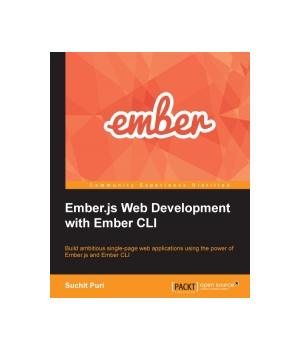 ember
Community Experience Distilled
Ember.js Web Development
with Ember CLI
Build ambitious single-page web applications using the power of
Ember.js and Ember CLI
Suchit Puri
PACKT
open source